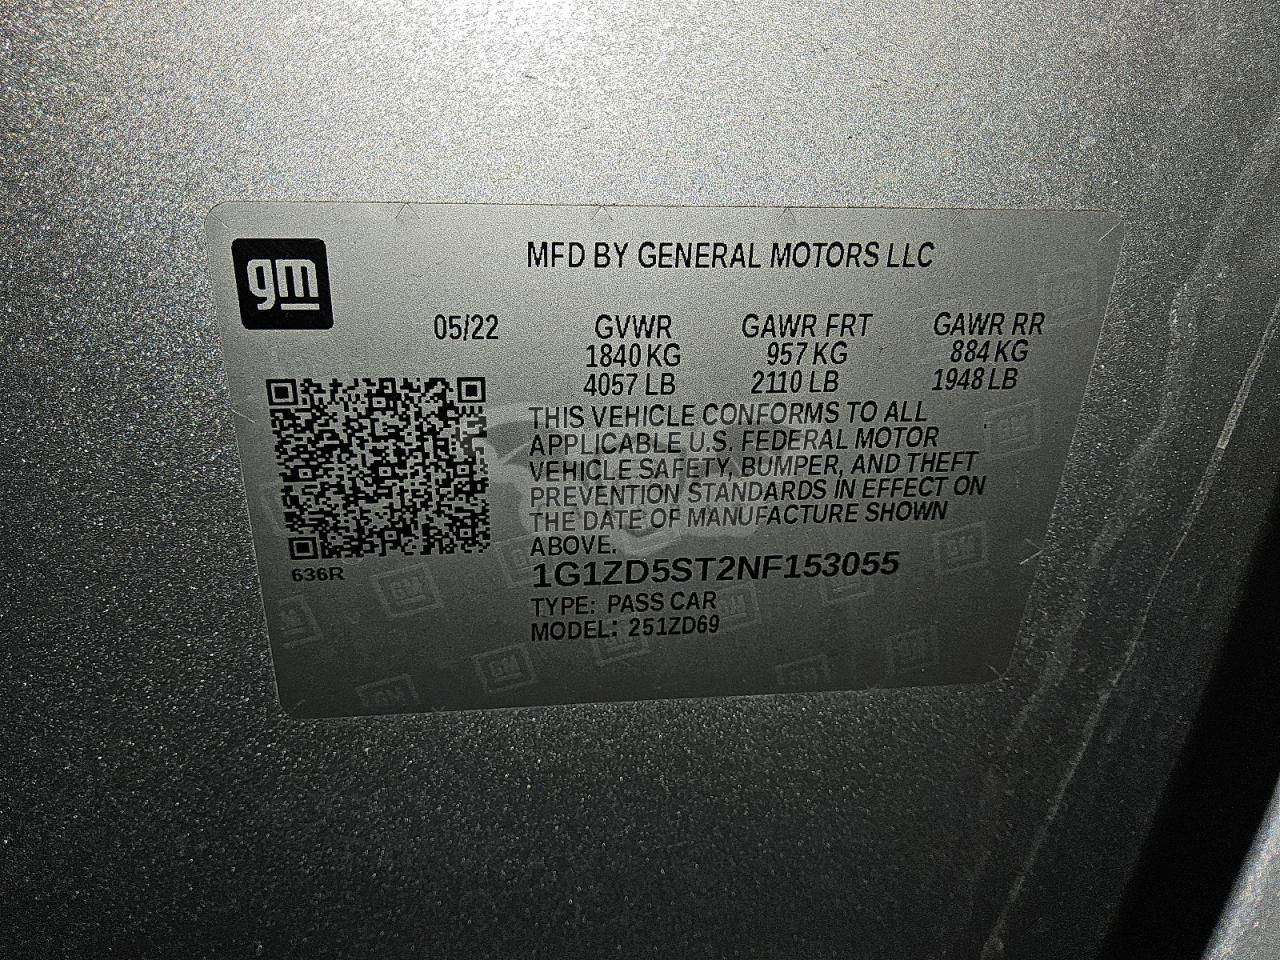 gm
MFD BY GENERAL MOTORS LLC
05/22 GVWR GAWR FRT GAWR RR
1840 KG 957 KG 884 KG
4057 LB 2110 LB 1948 LB
THIS VEHICLE CONFORMS TO ALL
APPLICABLE U.S. FEDERAL MOTOR
VEHICLE SAFETY, BUMPER, AND THEFT
PREVENTION STANDARDS IN EFFECT ON
THE DATE OF MANUFACTURE SHOWN
ABOVE.
636R
1G1ZD5ST2NF153055
TYPE: PASS CAR
MODEL: 251ZD69